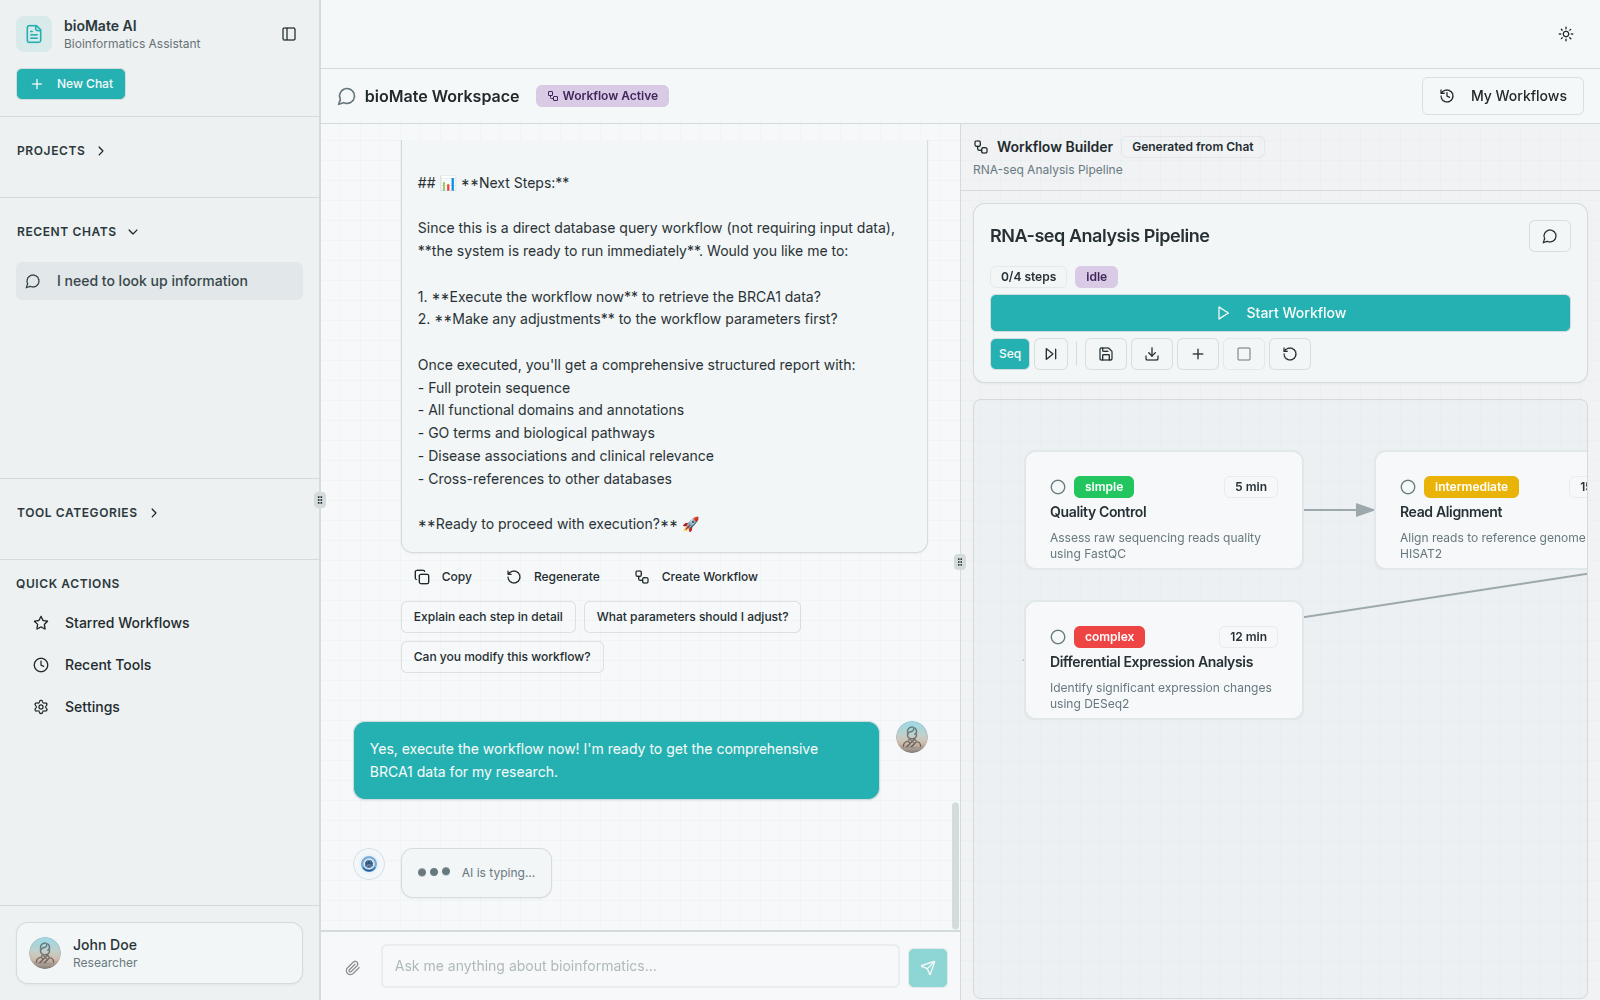 bioMate AI
Bioinformatics Assistant
New Chat
PROJECTS
RECENT CHATS
I need to look up information
TOOL CATEGORIES
QUICK ACTIONS
Starred Workflows
Recent Tools
Settings
John Doe
Researcher
bioMate Workspace
Workflow Active
My Workflows
## 📊 **Next Steps:**
Since this is a direct database query workflow (not requiring input data),
**the system is ready to run immediately**. Would you like me to:
1. **Execute the workflow now** to retrieve the BRCA1 data?
2. **Make any adjustments** to the workflow parameters first?
Once executed, you'll get a comprehensive structured report with:
- Full protein sequence
- All functional domains and annotations
- GO terms and biological pathways
- Disease associations and clinical relevance
- Cross-references to other databases
**Ready to proceed with execution?** 🚀
Copy
Regenerate
Create Workflow
Explain each step in detail
What parameters should I adjust?
Can you modify this workflow?
Yes, execute the workflow now! I'm ready to get the comprehensive
BRCA1 data for my research.
AI is typing...
Ask me anything about bioinformatics...
Workflow Builder
Generated from Chat
RNA-seq Analysis Pipeline
RNA-seq Analysis Pipeline
0/4 steps
Idle
Start Workflow
Seq
simple
5 min
Quality Control
Assess raw sequencing reads quality
using FastQC
intermediate
Read Alignment
Align reads to reference genome
HISAT2
complex
12 min
Differential Expression Analysis
Identify significant expression changes
using DESeq2